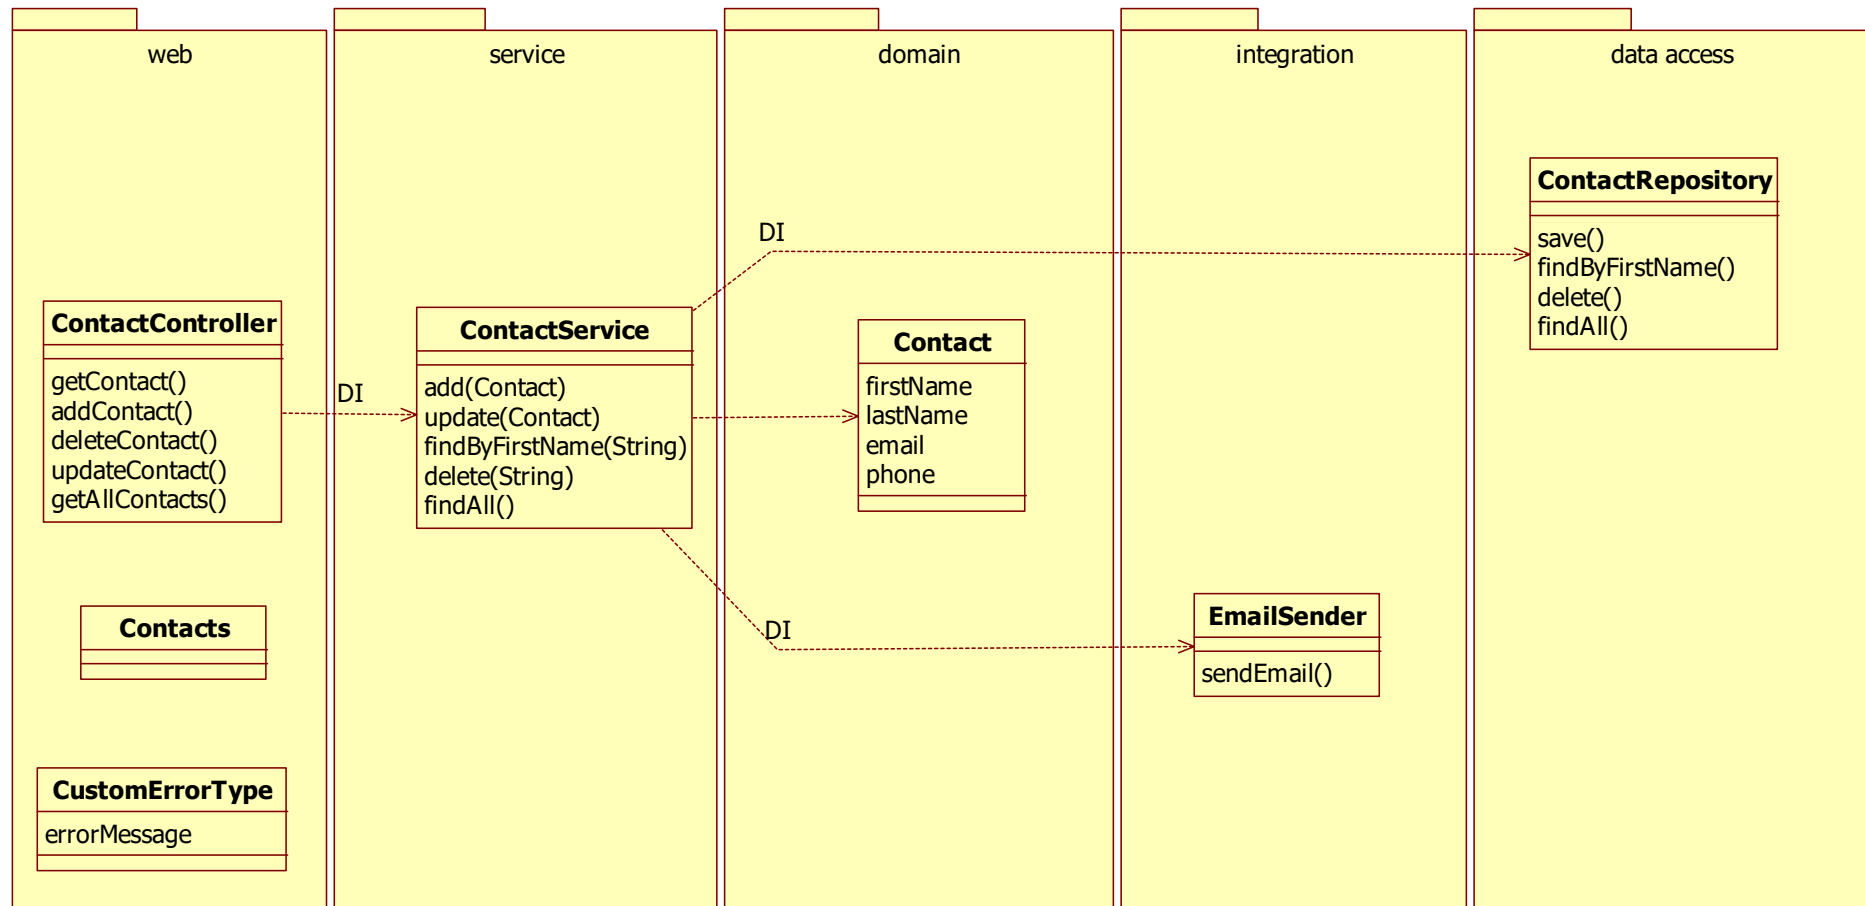 web
service
domain
integration
data access
ContactController
getContact()
addContact()
deleteContact()
updateContact()
getAllContacts()
Contacts
CustomErrorType
errorMessage
DI
ContactService
add(Contact)
update(Contact)
findByFirstName(String)
delete(String)
findAll()
DI
DI
Contact
firstName
lastName
email
phone
EmailSender
sendEmail()
ContactRepository
save()
findByFirstName()
delete()
findAll()